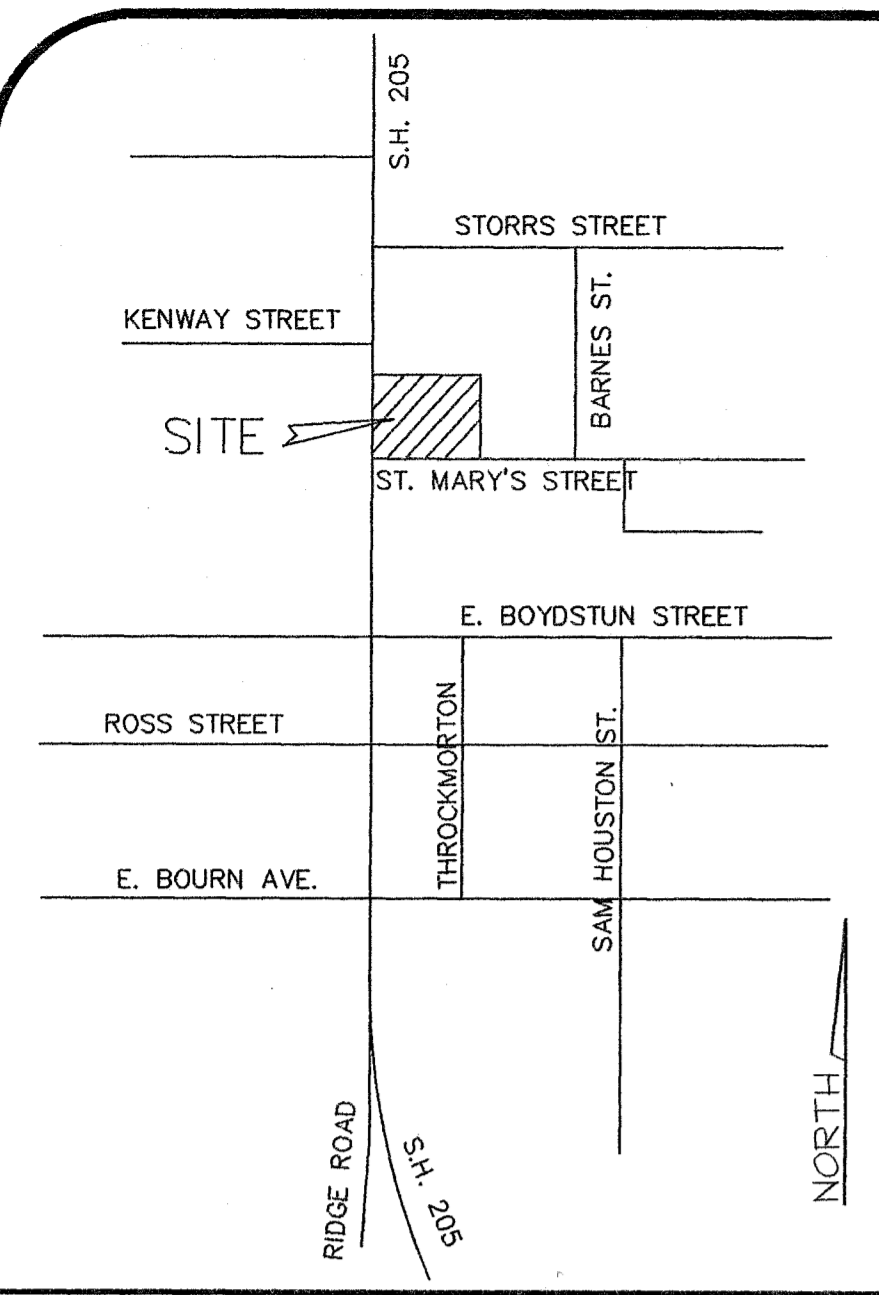 S.H. 205
STORRS STREET
KENWAY STREET
BARNES ST.
SITE
ST. MARY'S STREET
E. BOYDSTUN STREET
ROSS STREET
THROCKMORTON
SAM HOUSTON ST.
E. BOURN AVE.
RIDGE ROAD
S.H. 205
NORTH